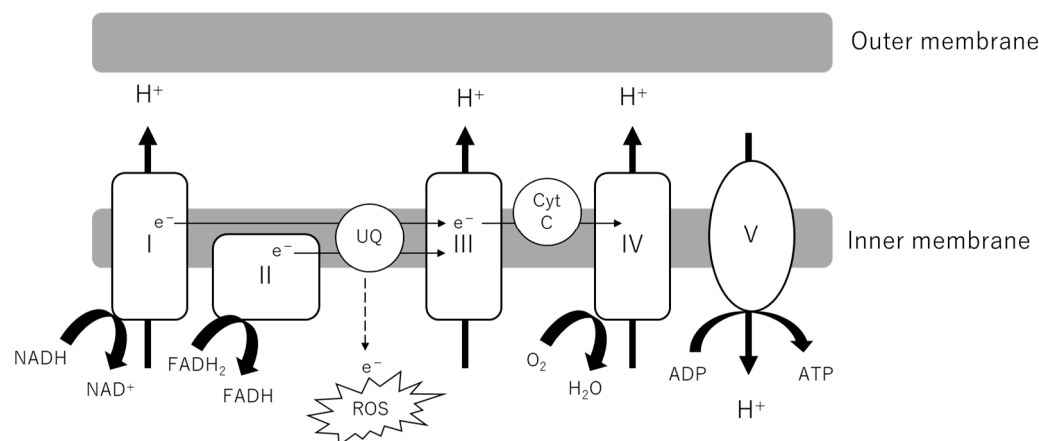 Outer membrane
H⁺
H⁺
H⁺
Cyt
C
e⁻
e⁻
I
UQ
III
IV
V
Inner membrane
e⁻
II
NADH
NAD⁺
FADH₂
FADH
O₂
H₂O
ADP
ATP
e⁻
ROS
H⁺